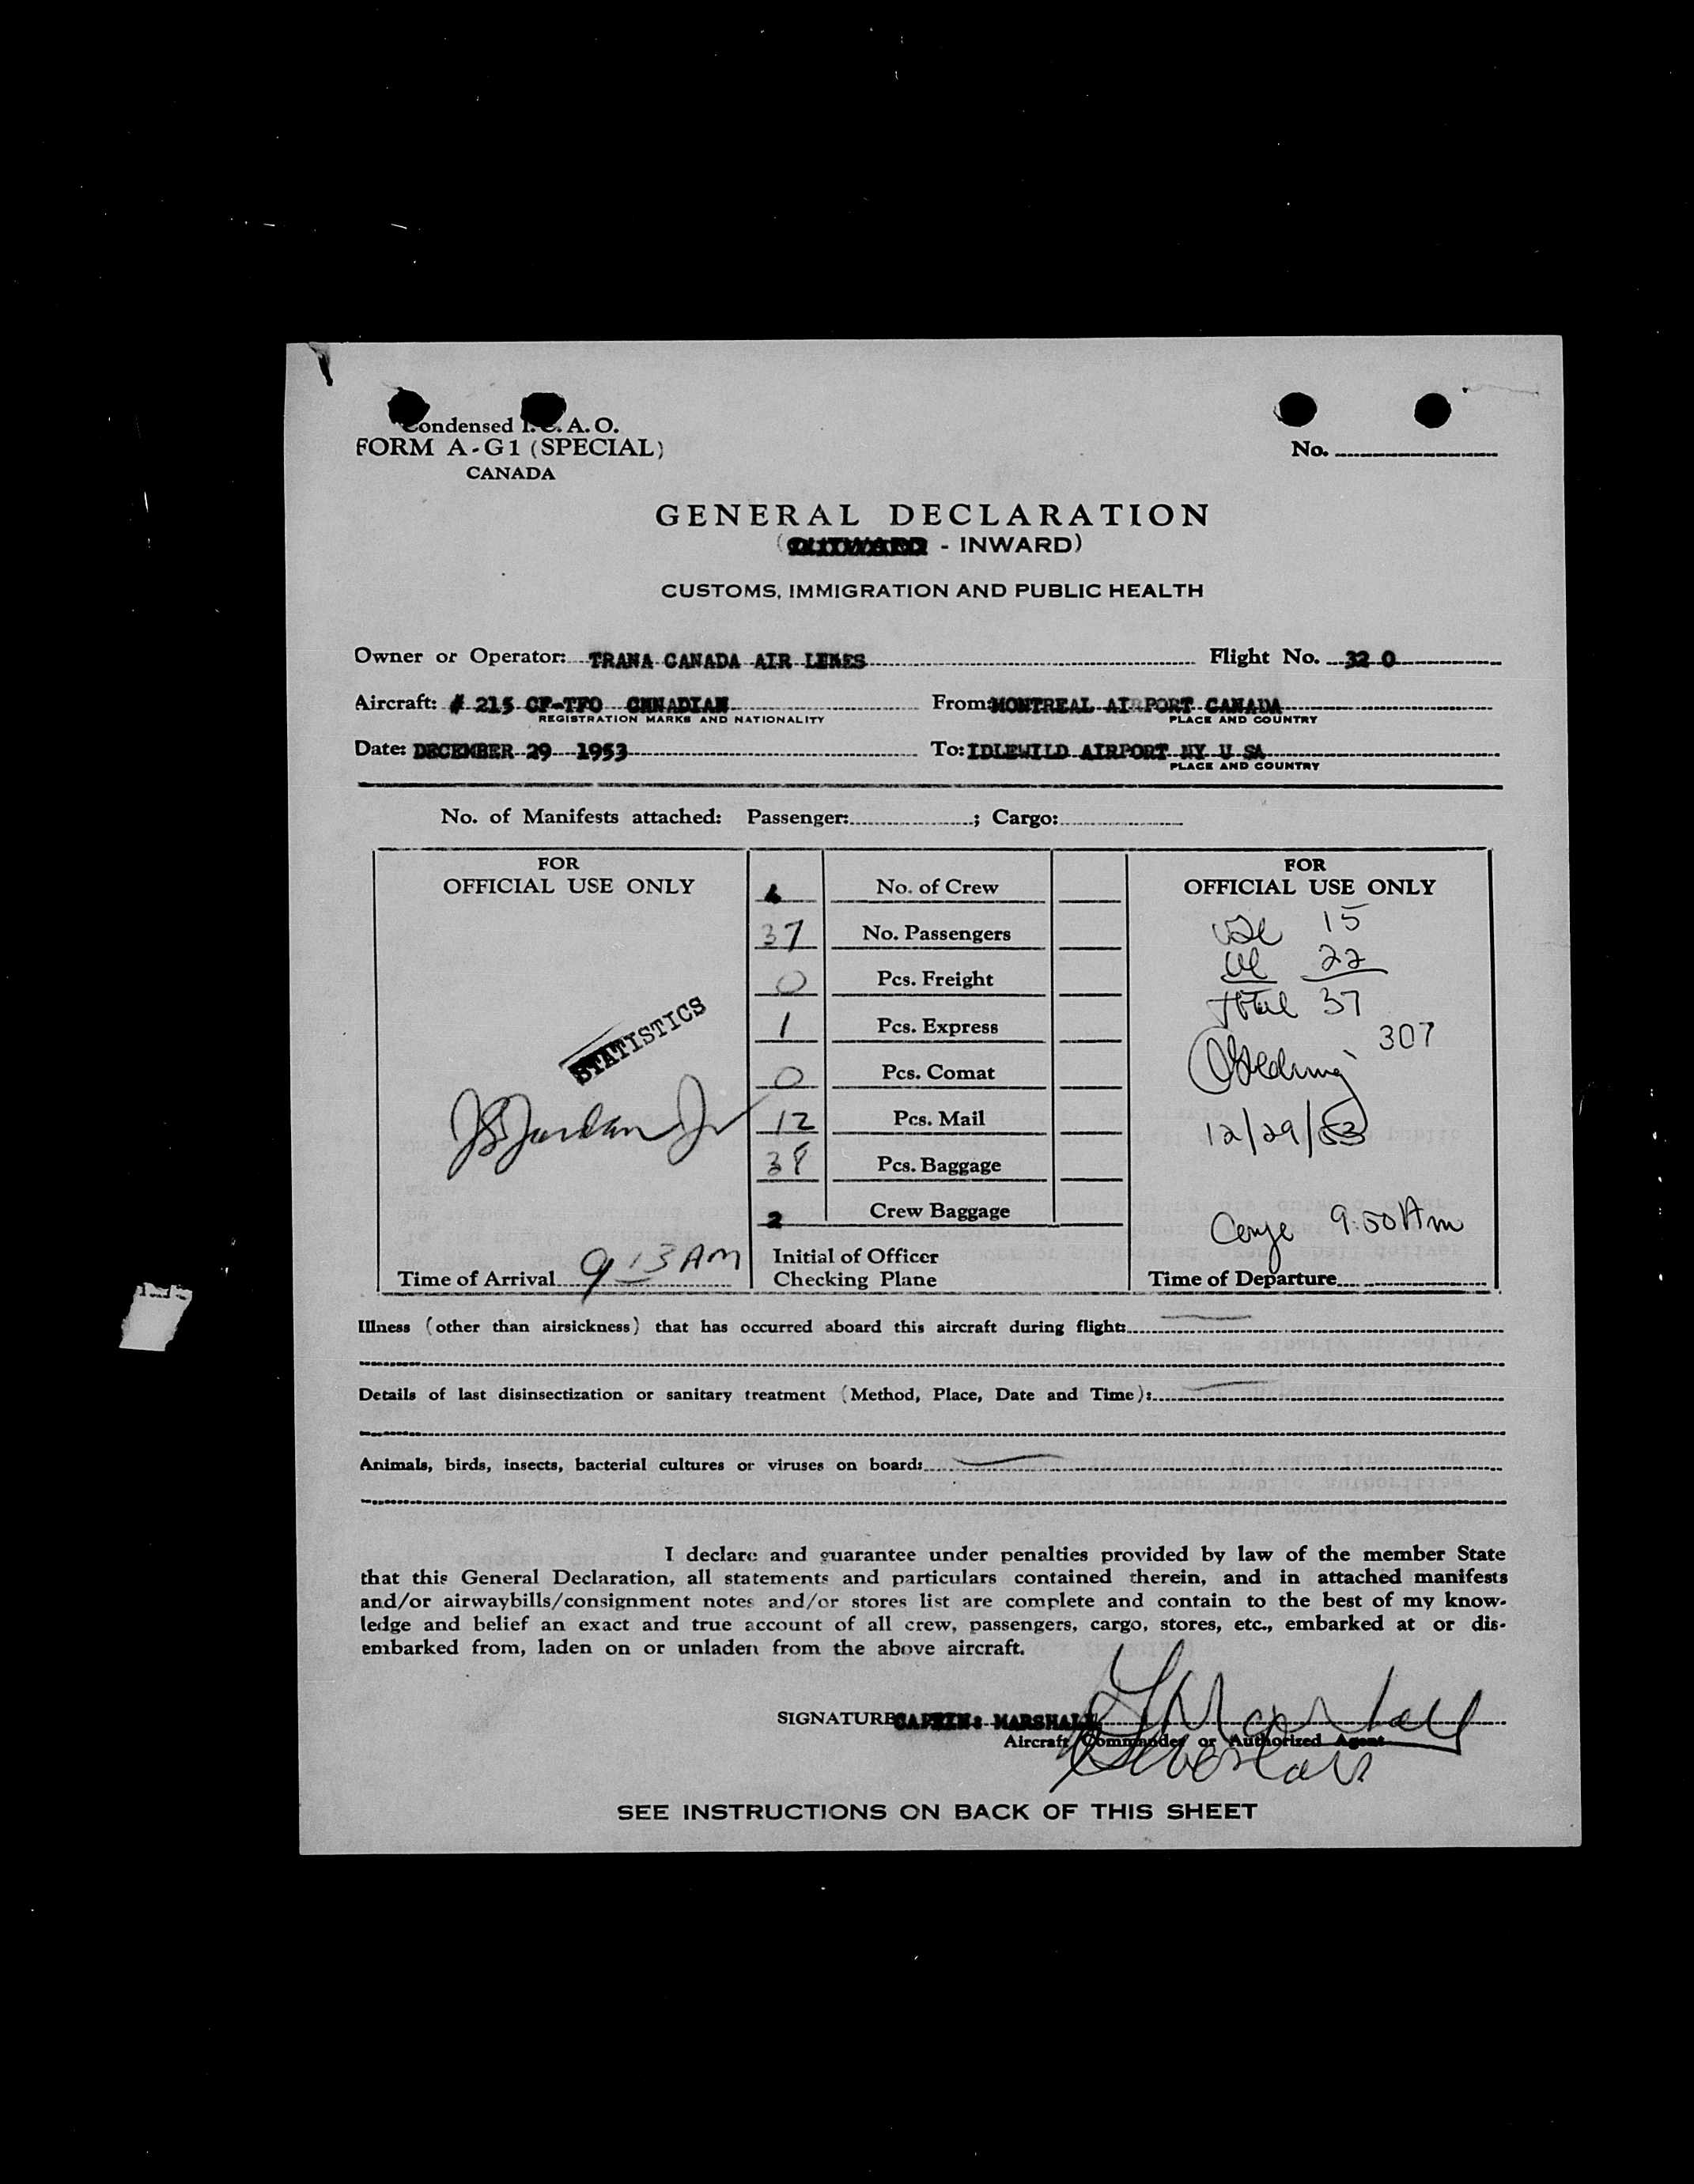 Condensed I.C.A.O.
FORM A-G1 (SPECIAL)
CANADA
No.
GENERAL DECLARATION
(OUTWARD - INWARD)
CUSTOMS, IMMIGRATION AND PUBLIC HEALTH
Owner or Operator: TRANA CANADA AIR LINES Flight No. 32 0
Aircraft: # 215 CF-TFO CNNADIAN From: MONTREAL AIRPORT CANADA
REGISTRATION MARKS AND NATIONALITY PLACE AND COUNTRY
Date: DECEMBER 29 1953 To: IDLEWILD AIRPORT NY U SA
PLACE AND COUNTRY
No. of Manifests attached: Passenger: ; Cargo:
FOR
OFFICIAL USE ONLY
STATISTICS
Time of Arrival 9:13 AM
No. of Crew
37 No. Passengers
0 Pcs. Freight
1 Pcs. Express
0 Pcs. Comat
12 Pcs. Mail
38 Pcs. Baggage
2 Crew Baggage
Initial of Officer
Checking Plane
FOR
OFFICIAL USE ONLY
15
22
Total 37
307
12/29/53
9:50 AM
Time of Departure
Illness (other than airsickness) that has occurred aboard this aircraft during flight:
Details of last disinsectization or sanitary treatment (Method, Place, Date and Time):
Animals, birds, insects, bacterial cultures or viruses on board:
I declare and guarantee under penalties provided by law of the member State
that this General Declaration, all statements and particulars contained therein, and in attached manifests
and/or airwaybills/consignment notes and/or stores list are complete and contain to the best of my know-
ledge and belief an exact and true account of all crew, passengers, cargo, stores, etc., embarked at or dis-
embarked from, laden on or unladen from the above aircraft.
SIGNATURE MARSHALL
Aircraft Commander or Authorized Agent
SEE INSTRUCTIONS ON BACK OF THIS SHEET